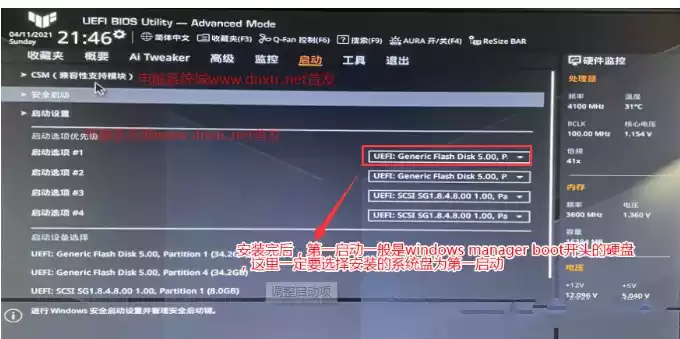 UEFI BIOS Utility — Advanced Mode
04/11/2021
Sunday
21:46
简体中文
收藏夹(F3)
Q-Fan 控制(F6)
搜索(F9)
AURA 开/关(F4)
ReSize BAR
收藏夹 概要 Ai Tweaker 高级 监控 启动 工具 退出
硬件监控
> CSM (兼容性支持模块)
电脑系统城www.dnxtc.net首发
> 安全启动
> 启动设置
启动选项优先级
启动选项 #1
UEFI: Generic Flash Disk 5.00, P.
启动选项 #2
UEFI: Generic Flash Disk 5.00, P.
启动选项 #3
UEFI: SCSI SG1.8.4.8.00 1.00, Pa
启动选项 #4
UEFI: SCSI SG1.8.4.8.00 1.00, Pa
安装完后，第一启动一般是windows manager boot开头的硬盘
，这里一定要选择安装的系统盘为第一启动
启动设备选择
UEFI: Generic Flash Disk 5.00, Partition 1 (34.2G
UEFI: Generic Flash Disk 5.00, Partition 4 (34.2GB)
UEFI: SCSI SG1.8.4.8.00 1.00, Partition 1 (8.0GB)
调整启动项
进行 Windows 安全启动设置并管理安全启动键。
处理器
频率 温度
4100 MHz 31°C
BCLK 核心电压
100.00 MHz 1.154 V
倍频
41x
内存
频率 电压
3600 MHz 1.360 V
容量
电压
+12V +5V
12.096 V 5.040 V